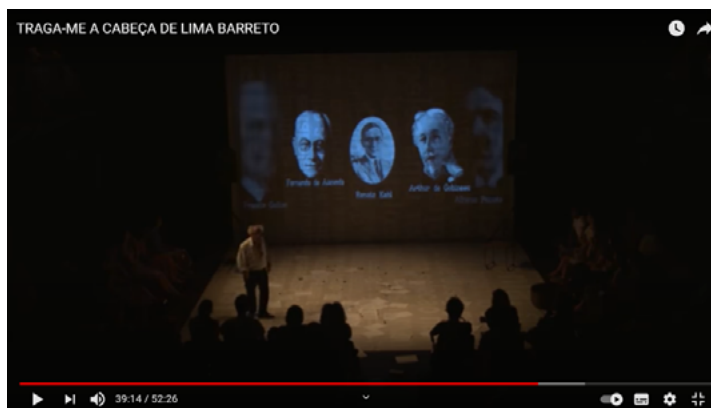 TRAGA-ME A CABEÇA DE LIMA BARRETO
Fernando de Azevedo
Renato Kehl
Arthur de Gobineau
39:14 / 52:26